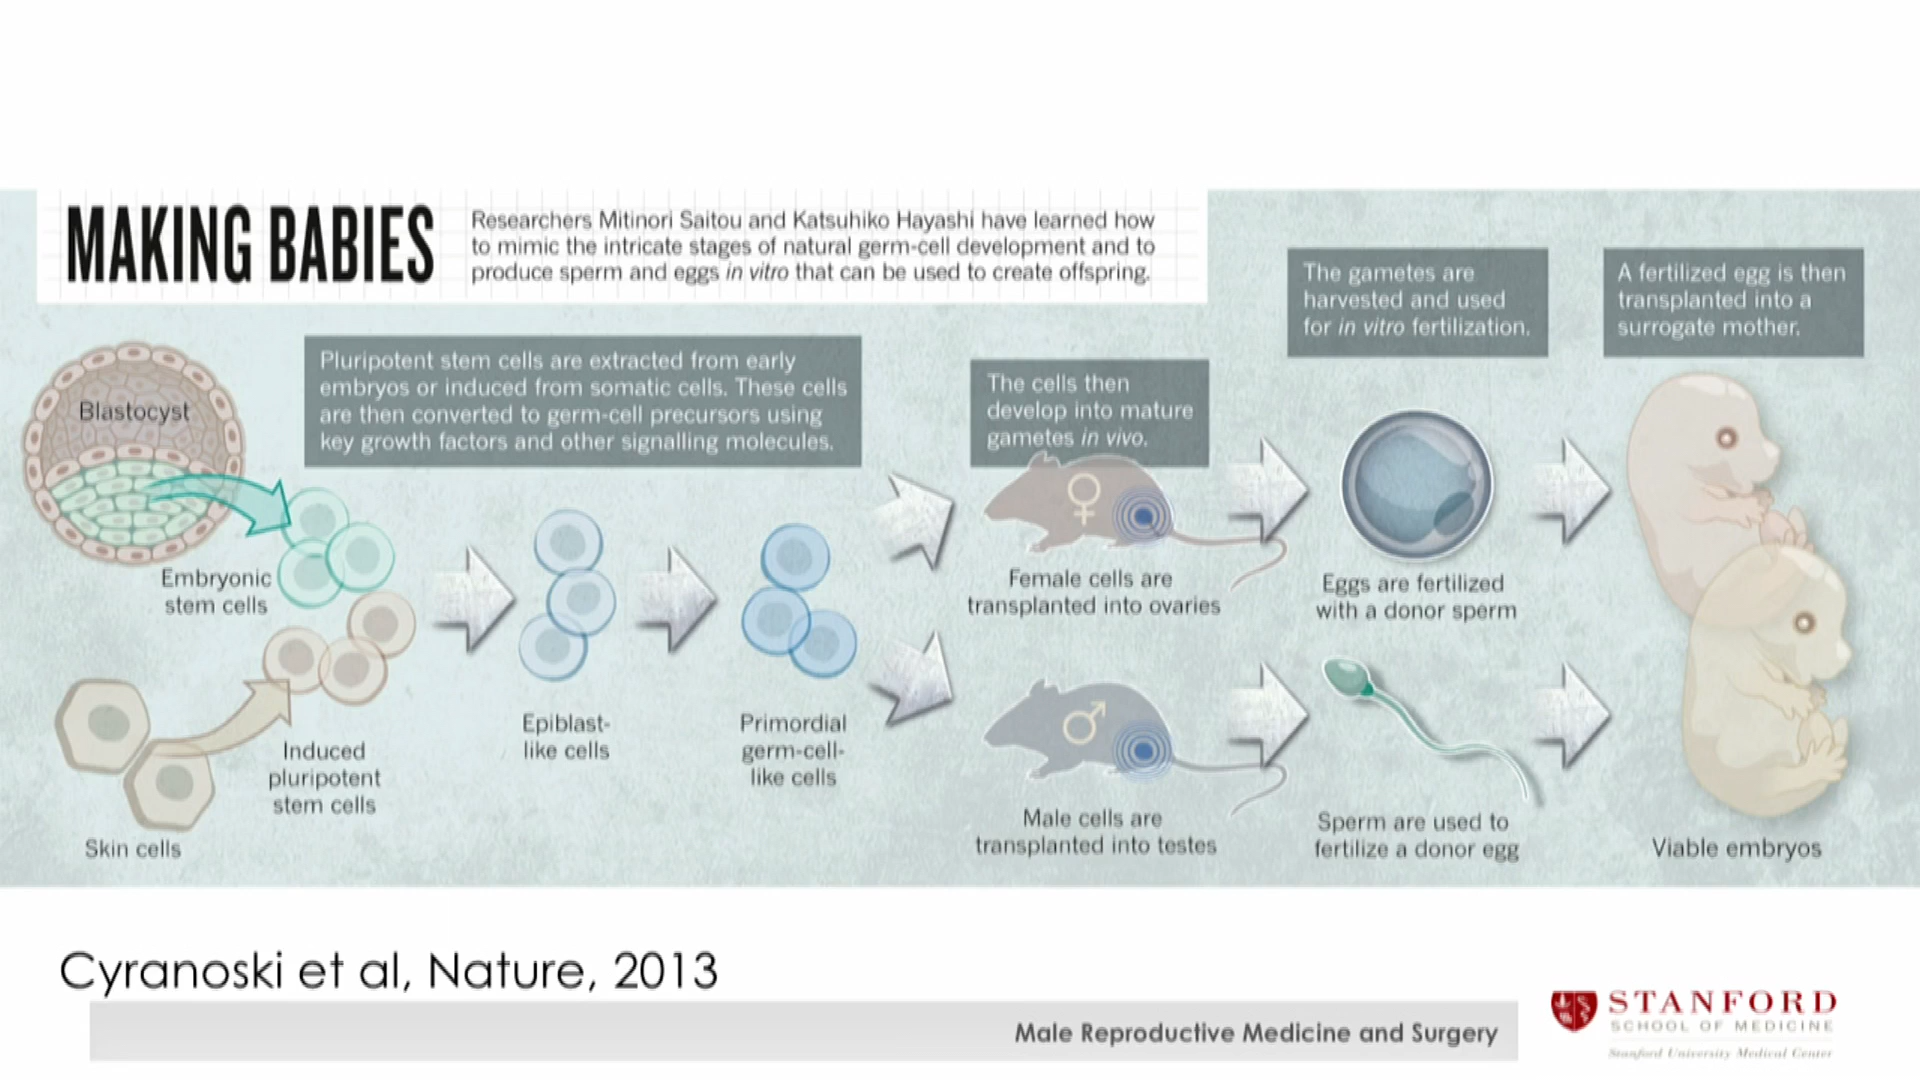 MAKING BABIES
Researchers Mitinori Saitou and Katsuhiko Hayashi have learned how
to mimic the intricate stages of natural germ-cell development and to
produce sperm and eggs in vitro that can be used to create offspring.
Blastocyst
Pluripotent stem cells are extracted from early
embryos or induced from somatic cells. These cells
are then converted to germ-cell precursors using
key growth factors and other signalling molecules.
The cells then
develop into mature
gametes in vivo.
The gametes are
harvested and used
for in vitro fertilization.
A fertilized egg is then
transplanted into a
surrogate mother.
Embryonic
stem cells
Skin cells
Induced
pluripotent
stem cells
Epiblast-
like cells
Primordial
germ-cell-
like cells
Female cells are
transplanted into ovaries
Male cells are
transplanted into testes
Eggs are fertilized
with a donor sperm
Sperm are used to
fertilize a donor egg
Viable embryos
Cyranoski et al, Nature, 2013
Male Reproductive Medicine and Surgery
STANFORD
SCHOOL OF MEDICINE
Stanford University Medical Center